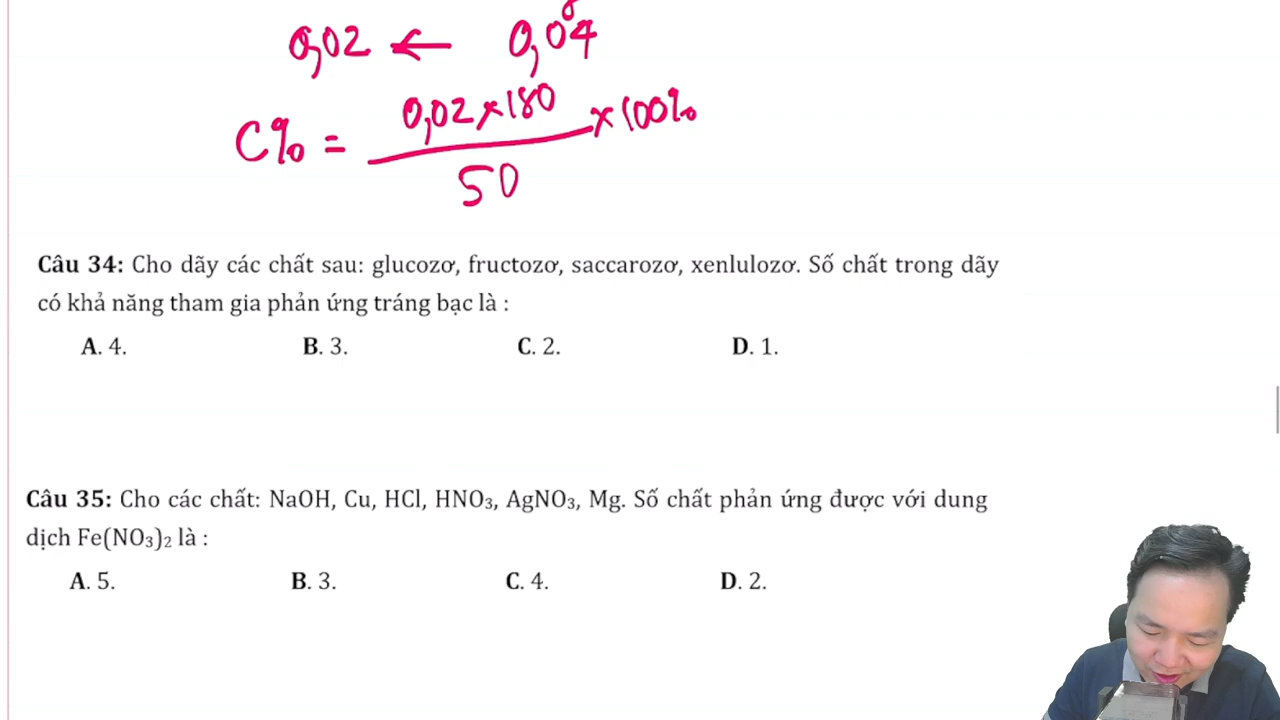 0,02 ← 0,04
0,02×180
C% = ×100%
50
Câu 34: Cho dãy các chất sau: glucozơ, fructozơ, saccarozơ, xenlulozơ. Số chất trong dãy
có khả năng tham gia phản ứng tráng bạc là :
A. 4. B. 3. C. 2. D. 1.
Câu 35: Cho các chất: NaOH, Cu, HCl, HNO₃, AgNO₃, Mg. Số chất phản ứng được với dung
dịch Fe(NO₃)₂ là :
A. 5. B. 3. C. 4. D. 2.